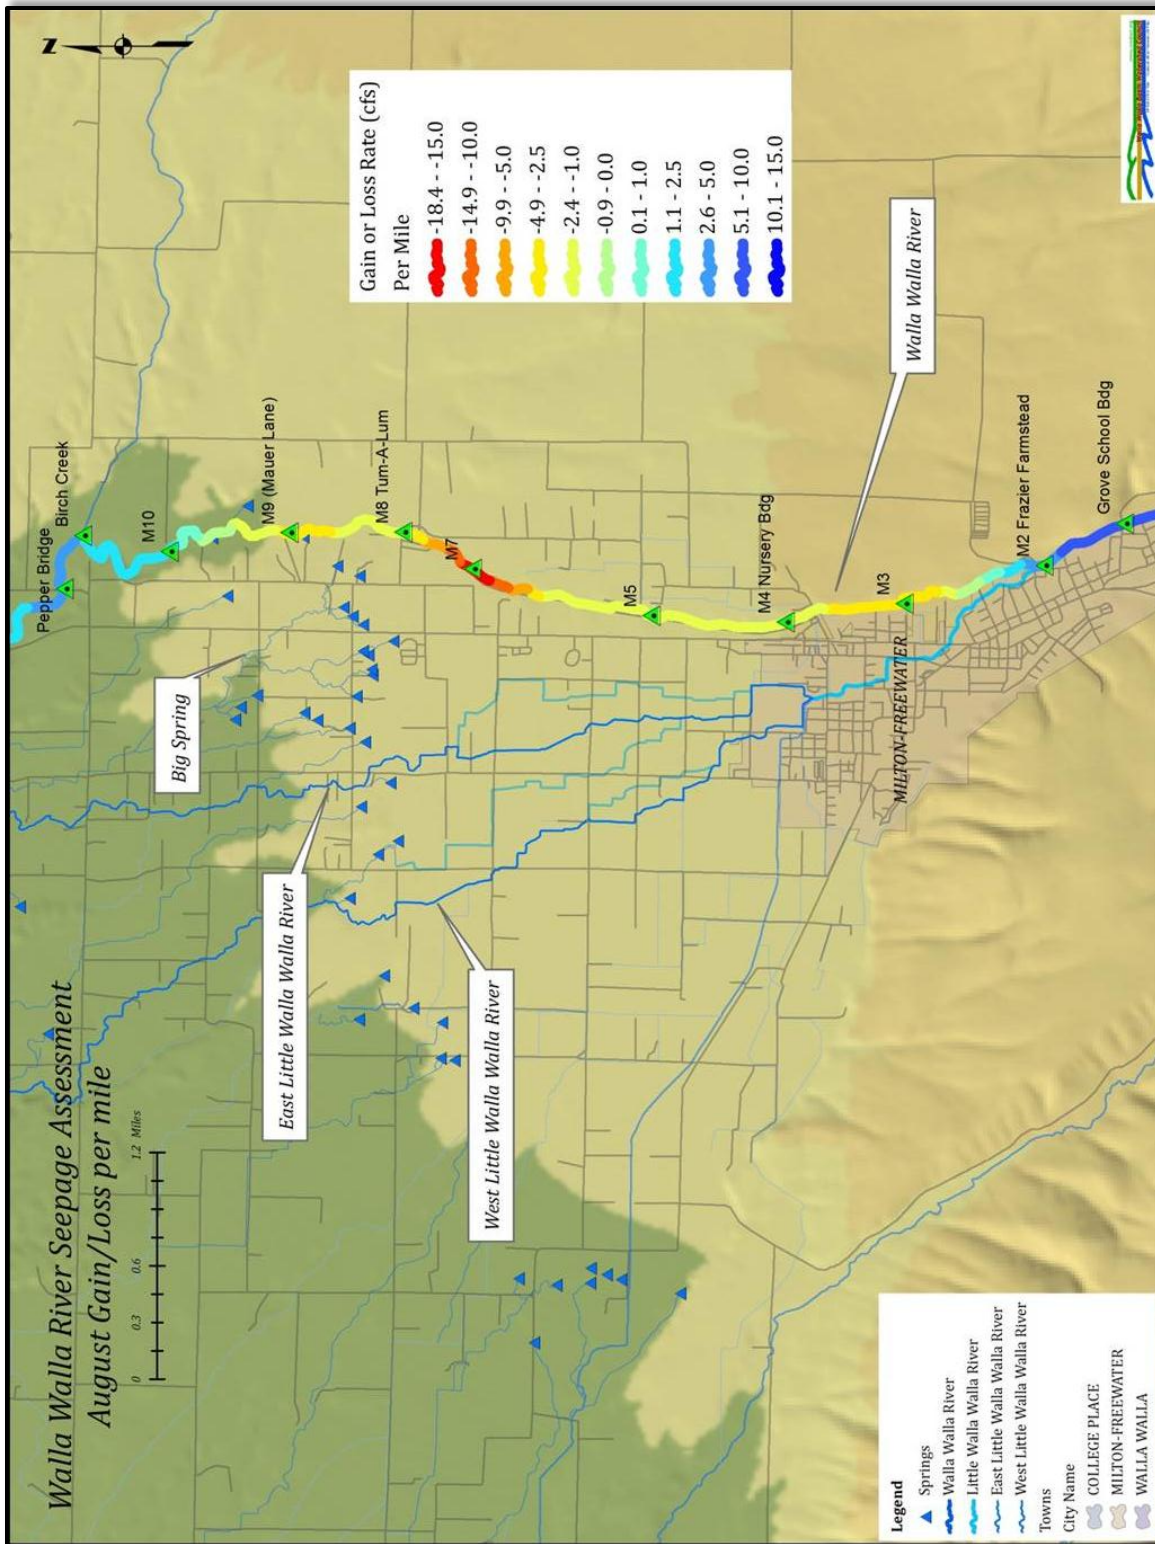 Walla Walla River Seepage Assessment
August Gain/Loss per mile
0
0.3
0.6
1.2 Miles
N
Pepper Bridge
Birch Creek
M10
M9 (Mauer Lane)
M8 Tum-A-Lum
M7
M5
M4 Nursery Bdg
M3
M2 Frazier Farmstead
Grove School Bdg
Big Spring
East Little Walla Walla River
West Little Walla Walla River
Walla Walla River
MILTON-FREEWATER
Gain or Loss Rate (cfs)
Per Mile
-18.4 - -15.0
-14.9 - -10.0
-9.9 - -5.0
-4.9 - -2.5
-2.4 - -1.0
-0.9 - 0.0
0.1 - 1.0
1.1 - 2.5
2.6 - 5.0
5.1 - 10.0
10.1 - 15.0
Legend
Springs
Walla Walla River
Little Walla Walla River
East Little Walla Walla River
West Little Walla Walla River
Towns
City Name
COLLEGE PLACE
MILTON-FREEWATER
WALLA WALLA